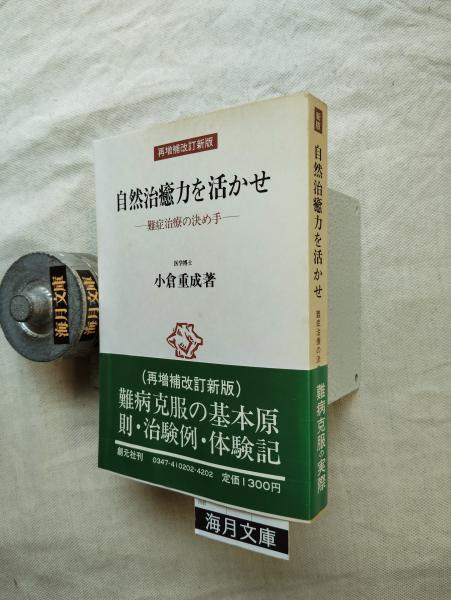 再増補改訂新版
自然治癒力を活かせ
―難症治療の決め手―
医学博士
小倉重成著
(再増補改訂新版)
難病克服の基本原
則・治験例・体験記
創元社刊 0347-410202-4202 定価1300円
新版
自然治癒力を活かせ
難症治療の決
難病克服の実際
海月文庫
海月文庫